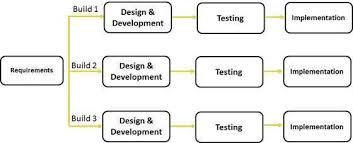 Build 1
Design &
Development
Testing
Implementation
Requirements
Build 2
Design &
Development
Testing
Implementation
Build 3
Design &
Development
Testing
Implementation